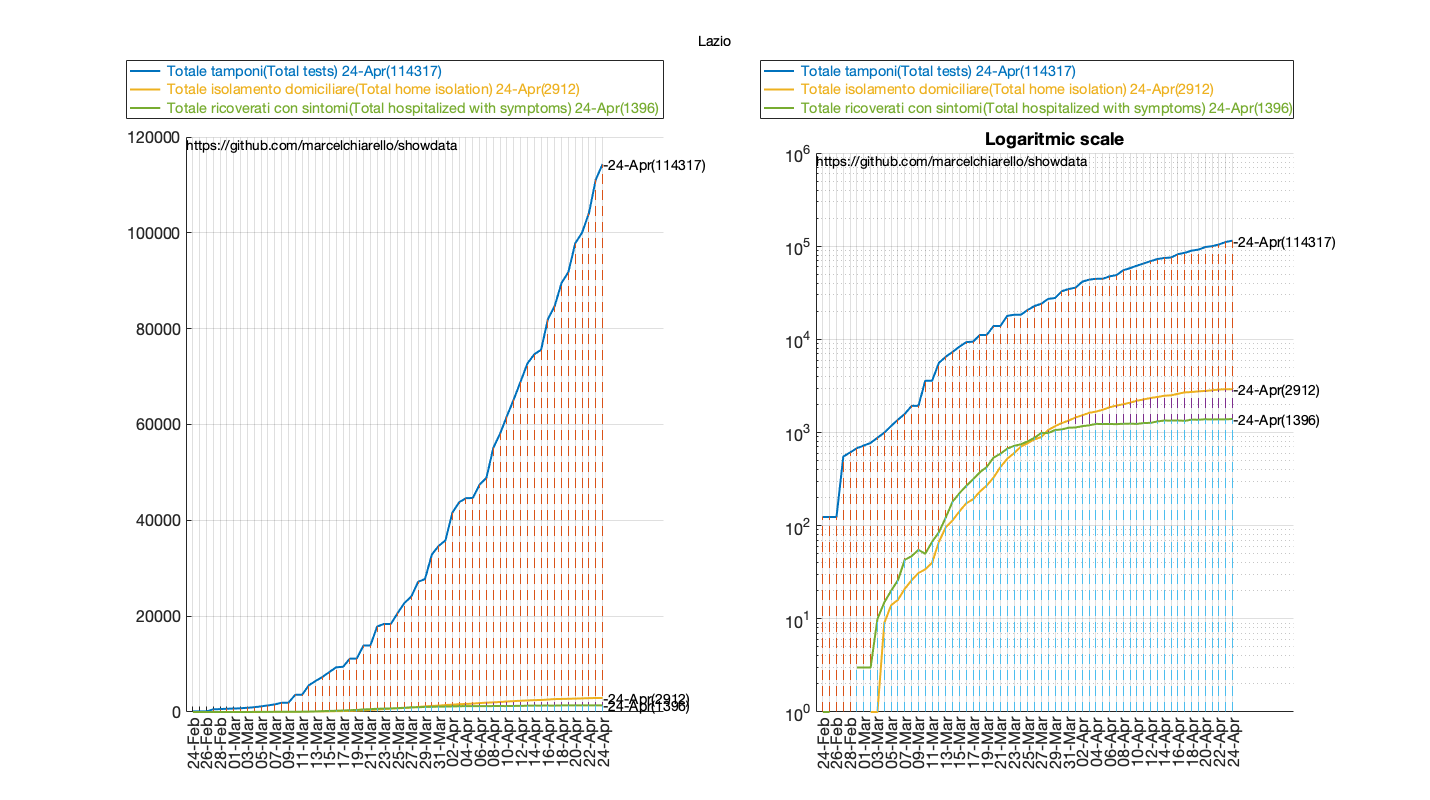 Lazio
Totale tamponi(Total tests) 24-Apr(114317)
Totale isolamento domiciliare(Total home isolation) 24-Apr(2912)
Totale ricoverati con sintomi(Total hospitalized with symptoms) 24-Apr(1396)
120000
100000
80000
60000
40000
20000
0
https://github.com/marcelchiarello/showdata
-24-Apr(114317)
-24-Apr(2912)
-24-Apr(1396)
24-Feb
26-Feb
28-Feb
01-Mar
03-Mar
05-Mar
07-Mar
09-Mar
11-Mar
13-Mar
15-Mar
17-Mar
19-Mar
21-Mar
23-Mar
25-Mar
27-Mar
29-Mar
31-Mar
02-Apr
04-Apr
06-Apr
08-Apr
10-Apr
12-Apr
14-Apr
16-Apr
18-Apr
20-Apr
22-Apr
24-Apr
Totale tamponi(Total tests) 24-Apr(114317)
Totale isolamento domiciliare(Total home isolation) 24-Apr(2912)
Totale ricoverati con sintomi(Total hospitalized with symptoms) 24-Apr(1396)
Logaritmic scale
10^6
10^5
10^4
10^3
10^2
10^1
10^0
https://github.com/marcelchiarello/showdata
-24-Apr(114317)
-24-Apr(2912)
-24-Apr(1396)
24-Feb
26-Feb
28-Feb
01-Mar
03-Mar
05-Mar
07-Mar
09-Mar
11-Mar
13-Mar
15-Mar
17-Mar
19-Mar
21-Mar
23-Mar
25-Mar
27-Mar
29-Mar
31-Mar
02-Apr
04-Apr
06-Apr
08-Apr
10-Apr
12-Apr
14-Apr
16-Apr
18-Apr
20-Apr
22-Apr
24-Apr